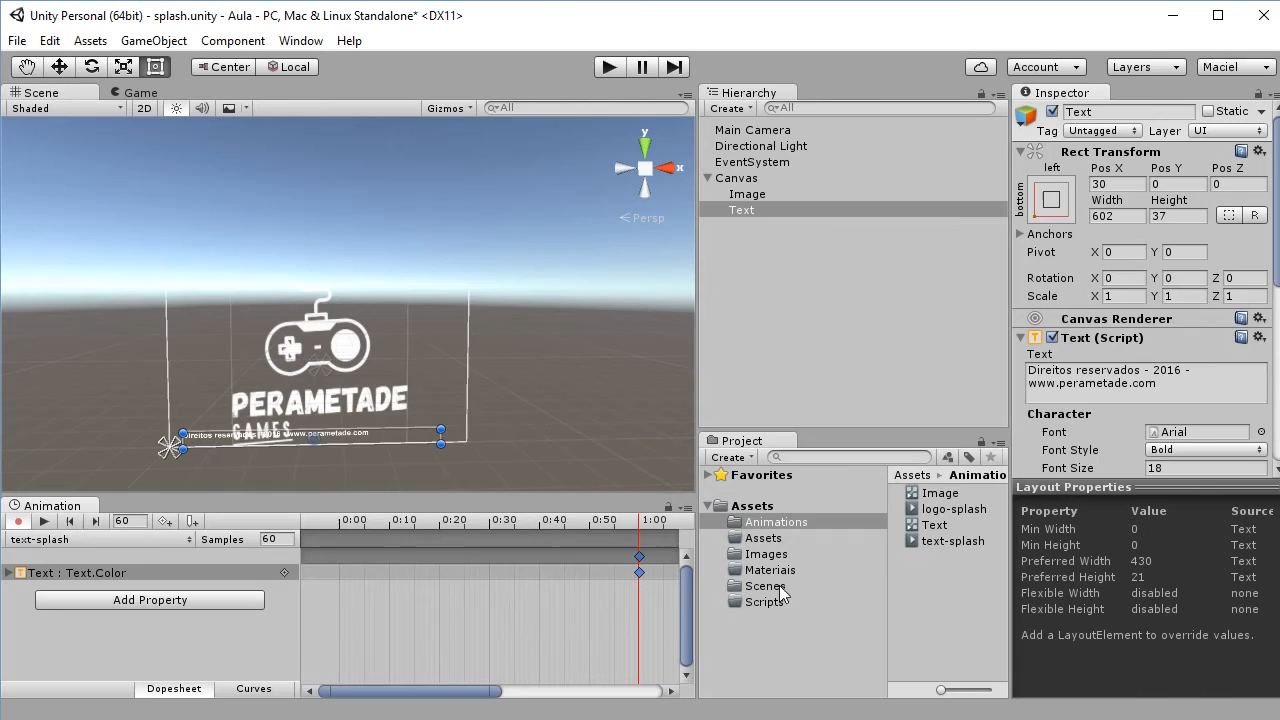 Unity Personal (64bit) - splash.unity - Aula - PC, Mac & Linux Standalone* <DX11>
File Edit Assets GameObject Component Window Help
Center Local Account Layers Maciel
Scene Game Hierarchy Inspector
Shaded 2D Gizmos All Create All
Text Static
Tag Untagged Layer UI
Main Camera
Directional Light
EventSystem
Canvas
Image
Text
y
x
Persp
PERAMETADE
GAMES
www.perametade.com
Rect Transform
left Pos X Pos Y Pos Z
bottom 30 0 0
Width Height
602 37 R
Anchors
Pivot X 0 Y 0
Rotation X 0 Y 0 Z 0
Scale X 1 Y 1 Z 1
Canvas Renderer
Text (Script)
Text
Direitos reservados - 2016 -
www.perametade.com
Character
Font Arial
Font Style Bold
Font Size 18
Project
Create
Favorites
Assets
Animations
Assets
Images
Materiais
Scenes
Scripts
Assets Animatio
Image
logo-splash
Text
text-splash
Animation
60 0:00 0:10 0:20 0:30 0:40 0:50 1:00
text-splash Samples 60
Text : Text.Color
Add Property
Dopesheet Curves
Layout Properties
Property Value Source
Min Width 0 Text
Min Height 0 Text
Preferred Width 430 Text
Preferred Height 21 Text
Flexible Width disabled none
Flexible Height disabled none
Add a LayoutElement to override values.